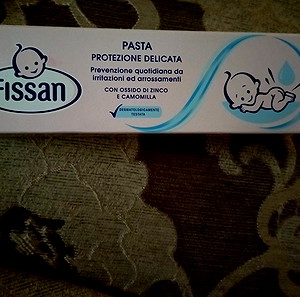 Fissan
PASTA
PROTEZIONE DELICATA
Prevenzione quotidiana da
irritazioni ed arrossamenti
CON OSSIDO DI ZINCO
E CAMOMILLA
DERMATOLOGICAMENTE
TESTATA